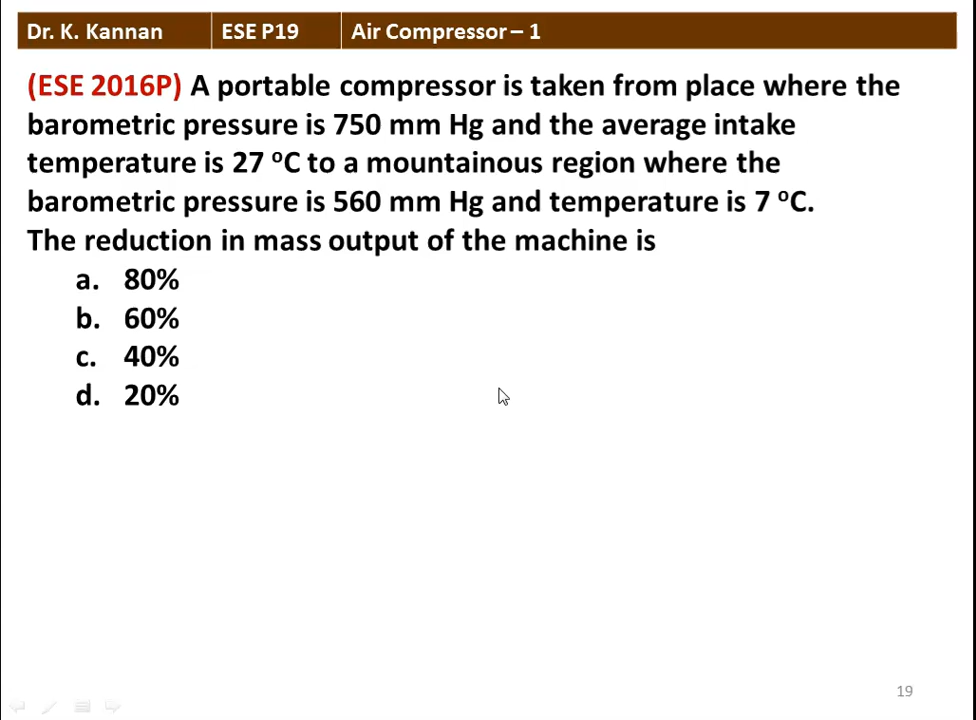 Dr. K. Kannan ESE P19 Air Compressor – 1
(ESE 2016P) A portable compressor is taken from place where the
barometric pressure is 750 mm Hg and the average intake
temperature is 27 °C to a mountainous region where the
barometric pressure is 560 mm Hg and temperature is 7 °C.
The reduction in mass output of the machine is
a. 80%
b. 60%
c. 40%
d. 20%
19